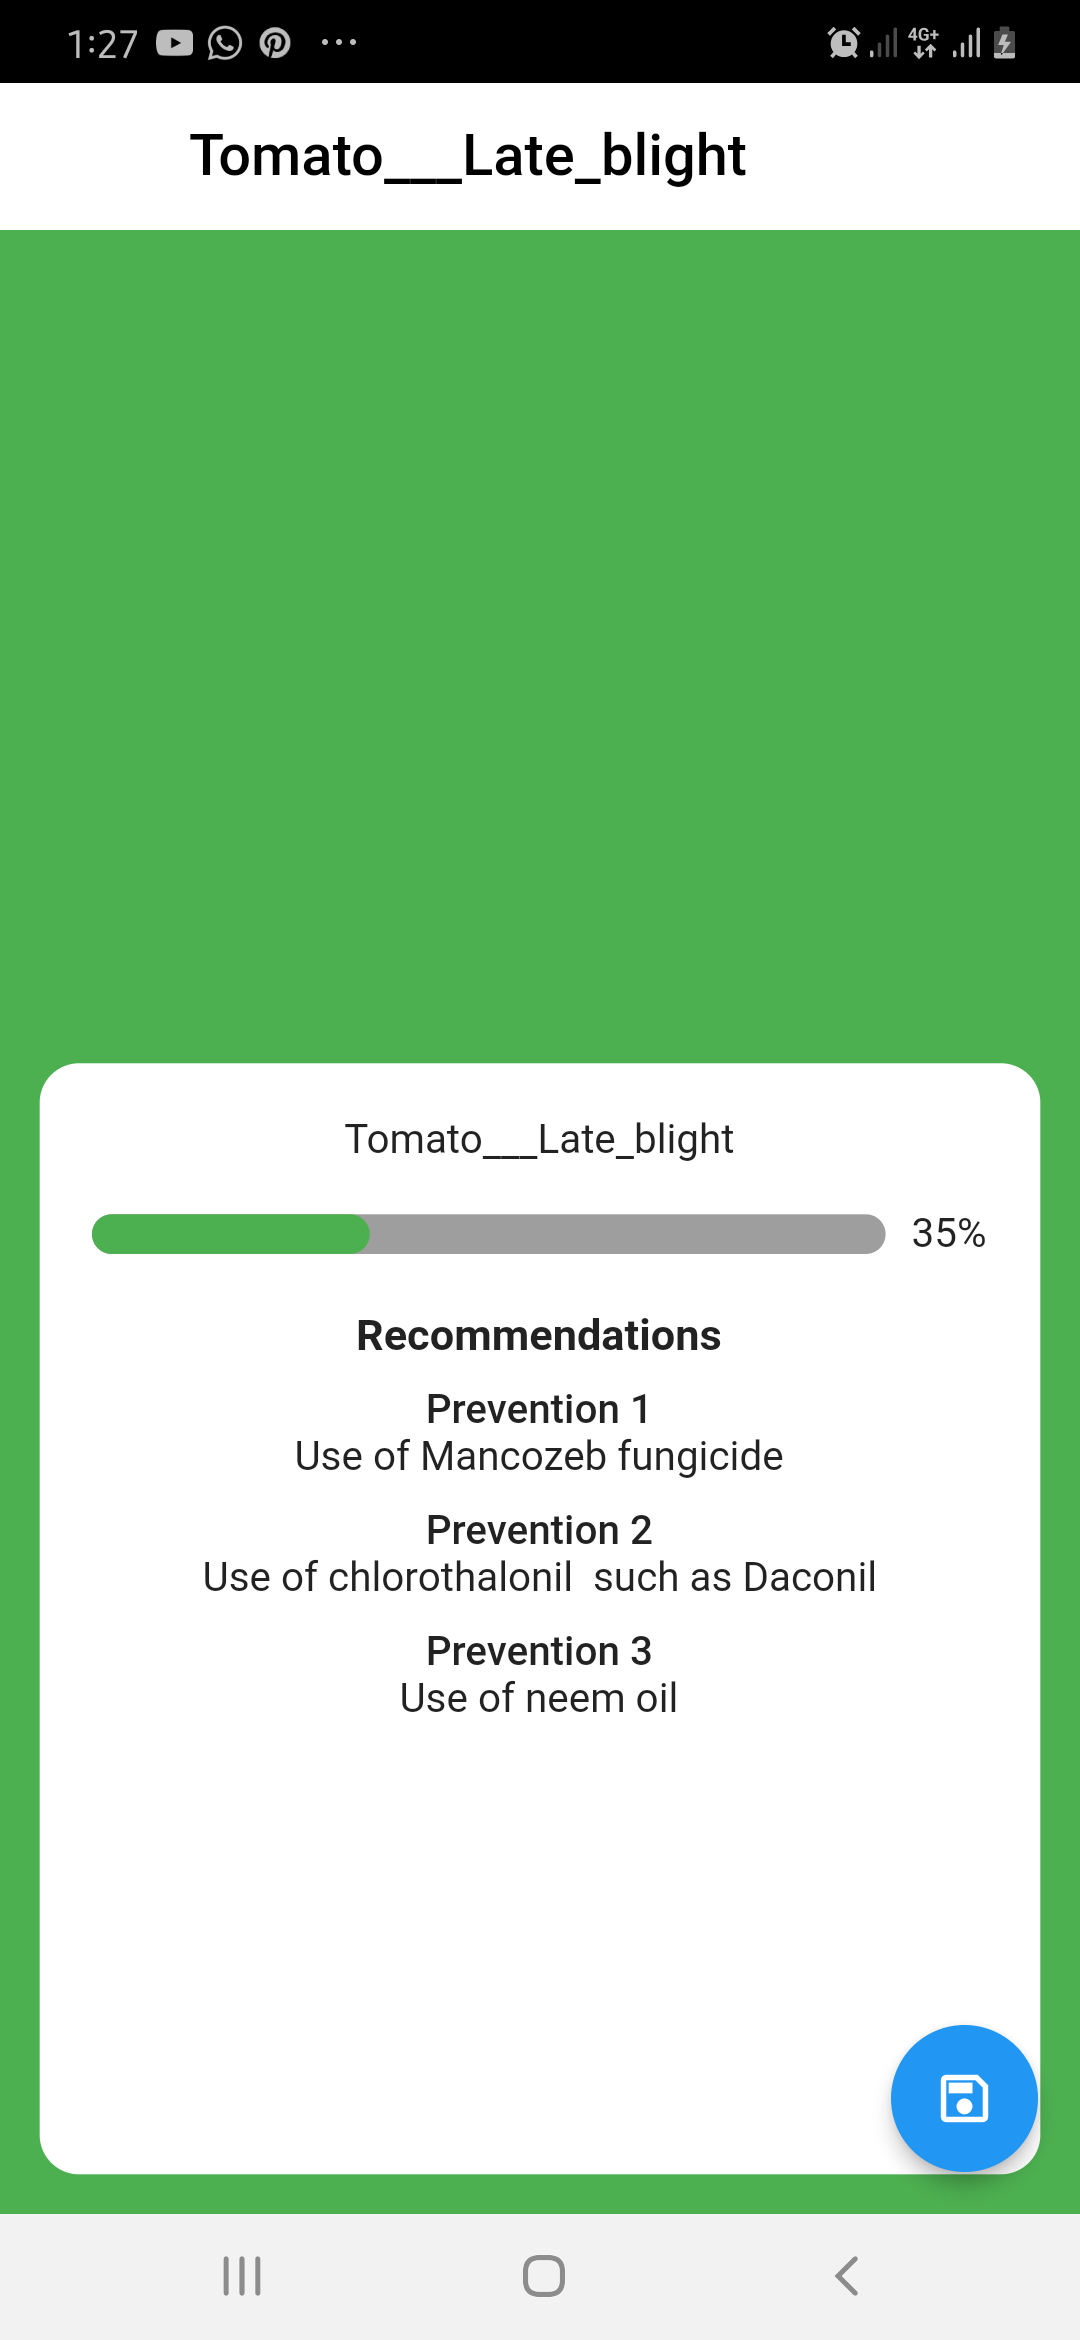 1:27
4G+
Tomato___Late_blight
Tomato___Late_blight
35%
Recommendations
Prevention 1
Use of Mancozeb fungicide
Prevention 2
Use of chlorothalonil  such as Daconil
Prevention 3
Use of neem oil